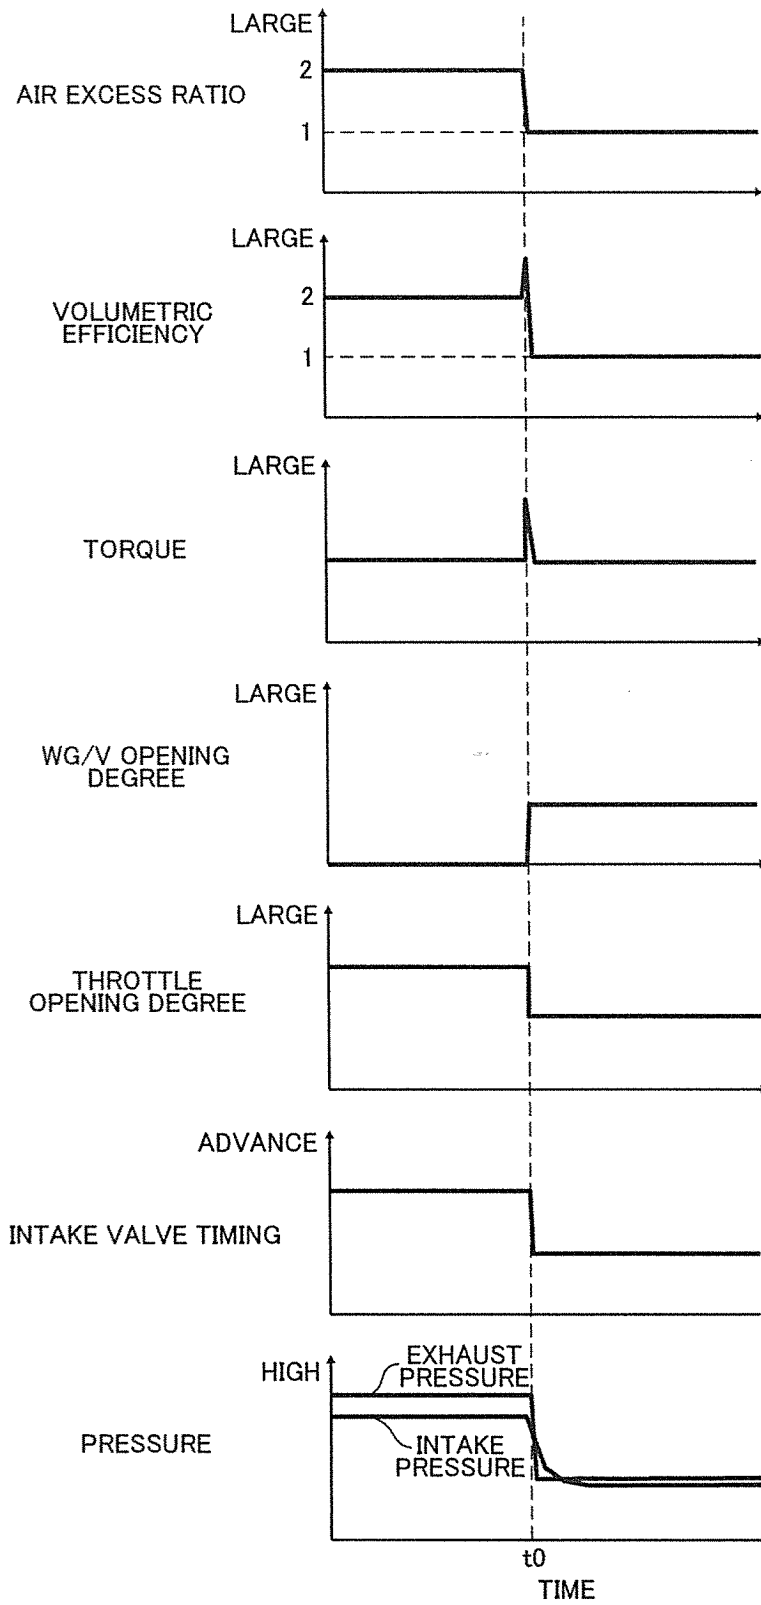 LARGE
2
AIR EXCESS RATIO
1
LARGE
2
VOLUMETRIC
EFFICIENCY
1
LARGE
TORQUE
LARGE
WG/V OPENING
DEGREE
LARGE
THROTTLE
OPENING DEGREE
ADVANCE
INTAKE VALVE TIMING
HIGH
EXHAUST
PRESSURE
PRESSURE
INTAKE
PRESSURE
t0
TIME